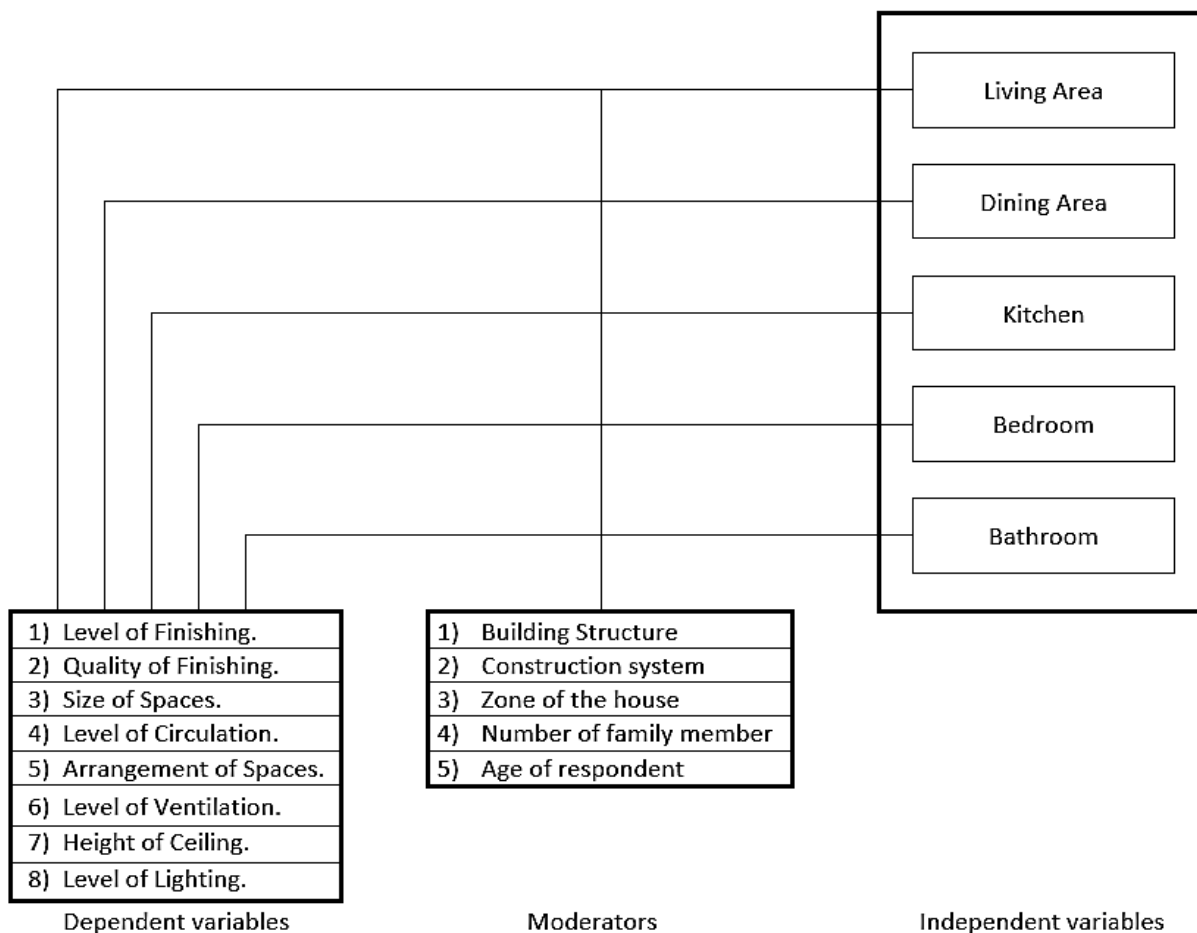 Living Area
Dining Area
Kitchen
Bedroom
Bathroom
1) Level of Finishing.
2) Quality of Finishing.
3) Size of Spaces.
4) Level of Circulation.
5) Arrangement of Spaces.
6) Level of Ventilation.
7) Height of Ceiling.
8) Level of Lighting.
1) Building Structure
2) Construction system
3) Zone of the house
4) Number of family member
5) Age of respondent
Dependent variables
Moderators
Independent variables